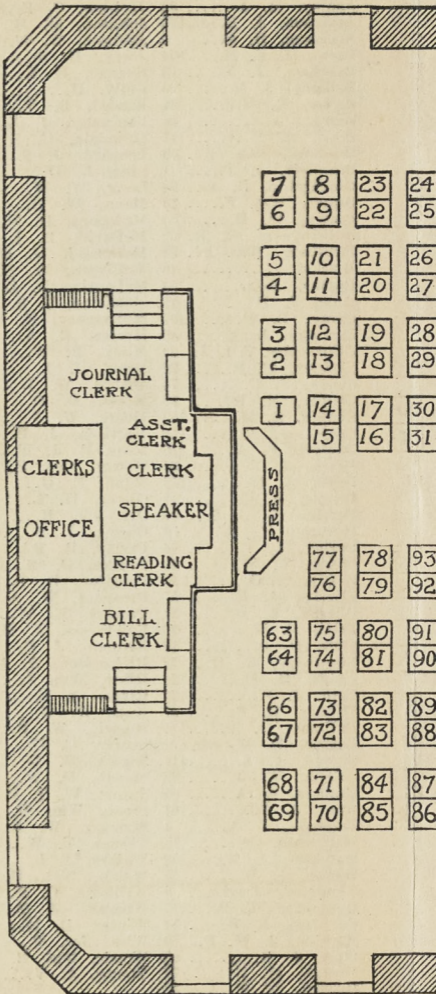 7 8 23 24
6 9 22 25
5 10 21 26
4 11 20 27
3 12 19 28
2 13 18 29
1 14 17 30
15 16 31
JOURNAL
CLERK
ASST.
CLERK
CLERKS
OFFICE
CLERK
SPEAKER
READING
CLERK
BILL
CLERK
PRESS
77 78 93
76 79 92
63 75 80 91
64 74 81 90
66 73 82 89
67 72 83 88
68 71 84 87
69 70 85 86